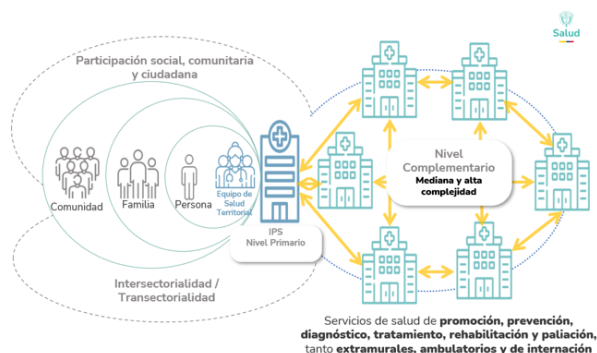 Salud
Participación social, comunitaria
y ciudadana
Comunidad
Familia
Persona
Equipo de
Salud
Territorial
IPS
Nivel Primario
Nivel
Complementario
Mediana y alta
complejidad
Intersectorialidad /
Transectorialidad
Servicios de salud de promoción, prevención,
diagnóstico, tratamiento, rehabilitación y paliación,
tanto extramurales, ambulatorios y de internación